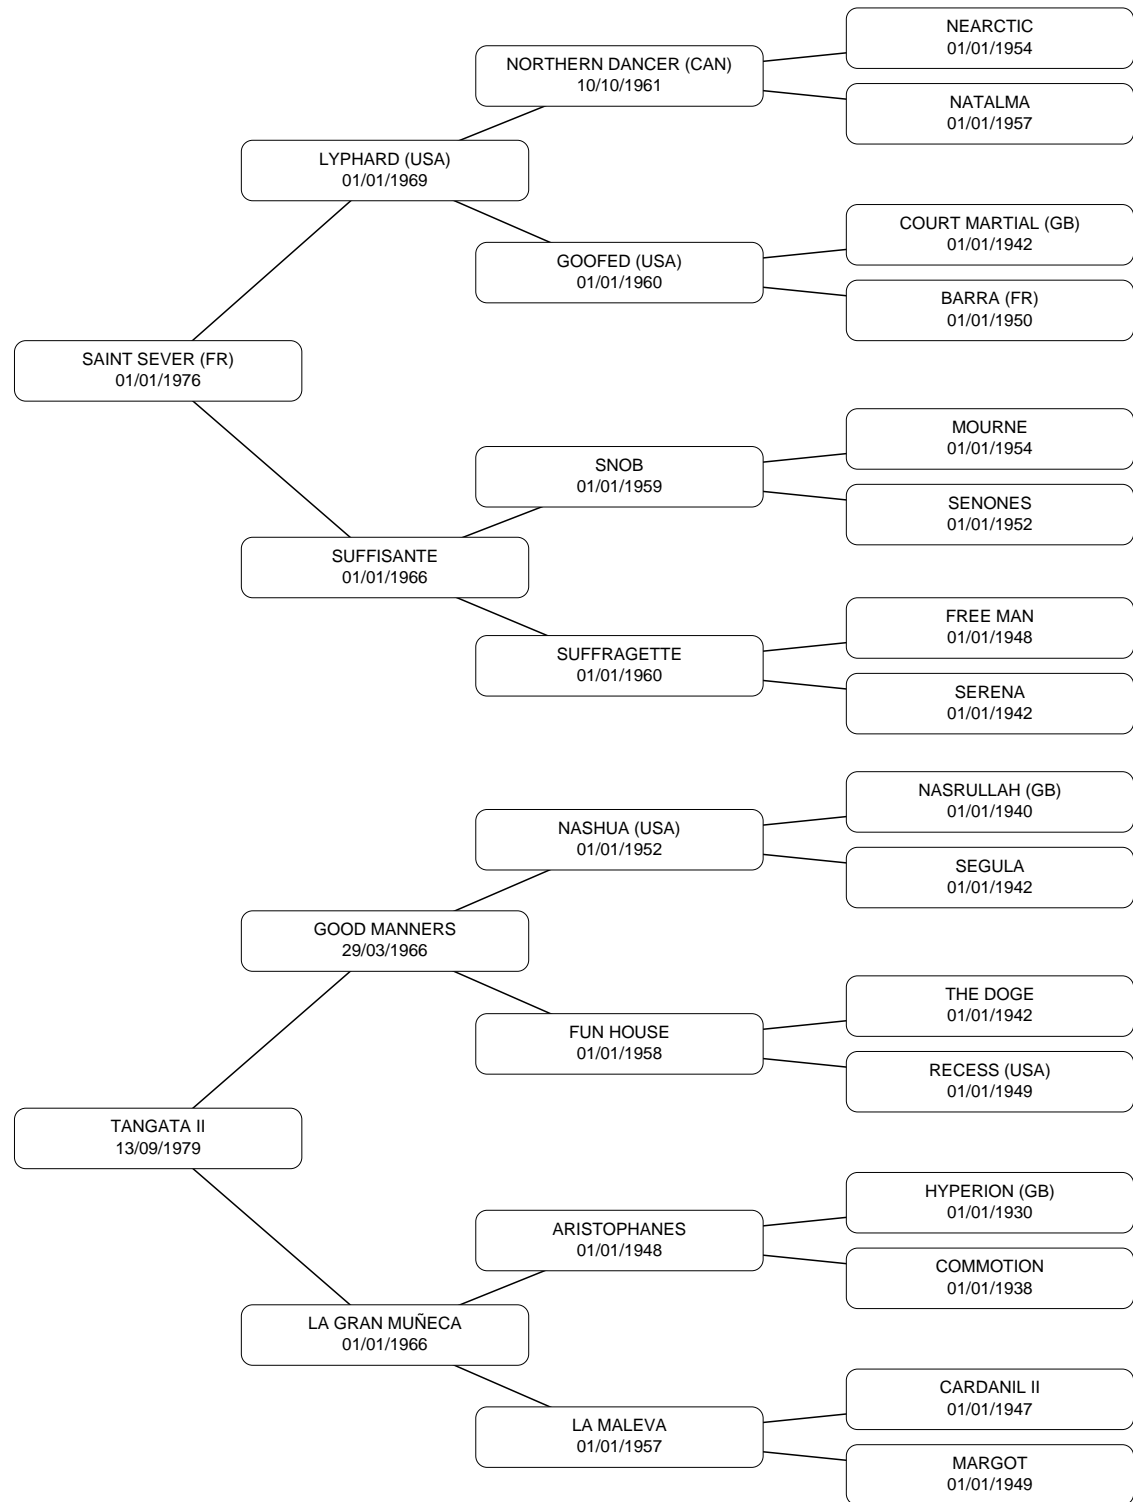 NEARCTIC
01/01/1954
NORTHERN DANCER (CAN)
10/10/1961
NATALMA
01/01/1957
LYPHARD (USA)
01/01/1969
COURT MARTIAL (GB)
01/01/1942
GOOFED (USA)
01/01/1960
BARRA (FR)
01/01/1950
SAINT SEVER (FR)
01/01/1976
MOURNE
01/01/1954
SNOB
01/01/1959
SENONES
01/01/1952
SUFFISANTE
01/01/1966
FREE MAN
01/01/1948
SUFFRAGETTE
01/01/1960
SERENA
01/01/1942
NASRULLAH (GB)
01/01/1940
NASHUA (USA)
01/01/1952
SEGULA
01/01/1942
GOOD MANNERS
29/03/1966
THE DOGE
01/01/1942
FUN HOUSE
01/01/1958
RECESS (USA)
01/01/1949
TANGATA II
13/09/1979
HYPERION (GB)
01/01/1930
ARISTOPHANES
01/01/1948
COMMOTION
01/01/1938
LA GRAN MUÑECA
01/01/1966
CARDANIL II
01/01/1947
LA MALEVA
01/01/1957
MARGOT
01/01/1949